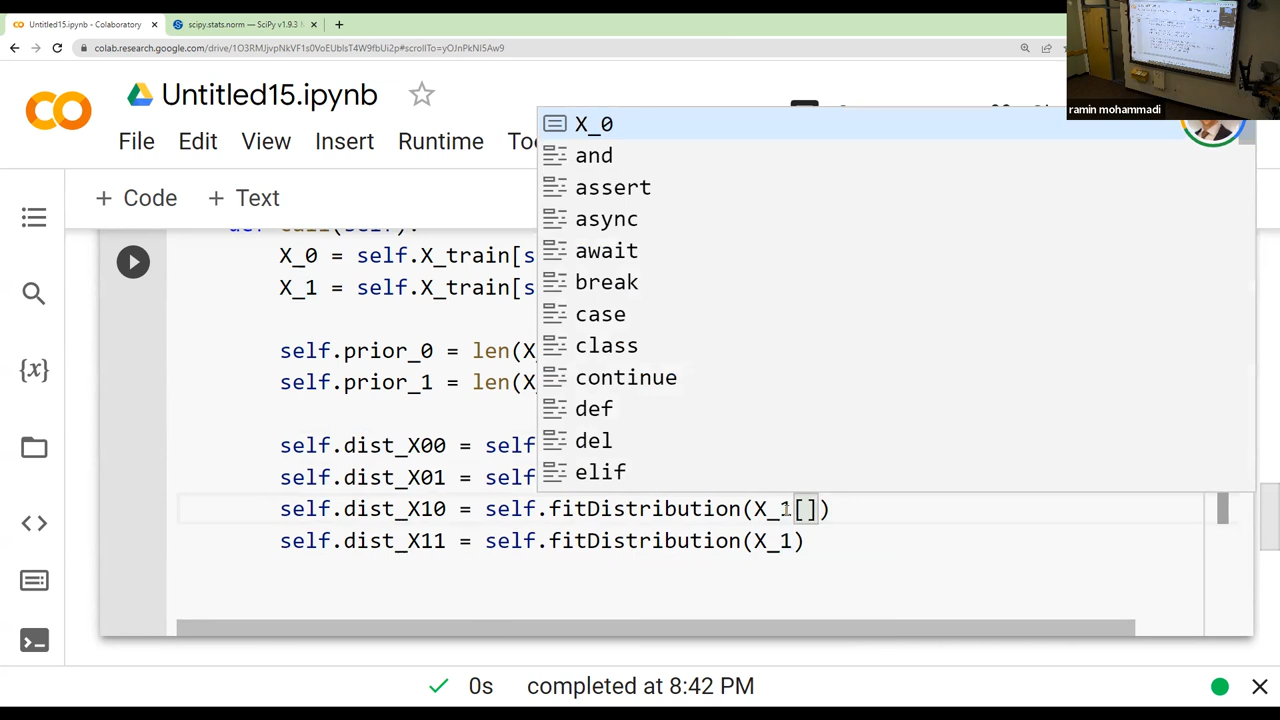 Untitled15.ipynb - Colaboratory
scipy.stats.norm — SciPy v1.9.3
colab.research.google.com/drive/1O3RMJjvpNkVF1s0VoEUblsT4W9fbUi2p#scrollTo=yOJnPkNI5Aw9
ramin mohammadi
Untitled15.ipynb
File Edit View Insert Runtime
+ Code + Text
X_0
and
assert
async
await
break
case
class
continue
def
del
elif
X_0 = self.X_train[s
X_1 = self.X_train[s
self.prior_0 = len(X
self.prior_1 = len(X
self.dist_X00 = self
self.dist_X01 = self
self.dist_X10 = self.fitDistribution(X_1[])
self.dist_X11 = self.fitDistribution(X_1)
0s completed at 8:42 PM